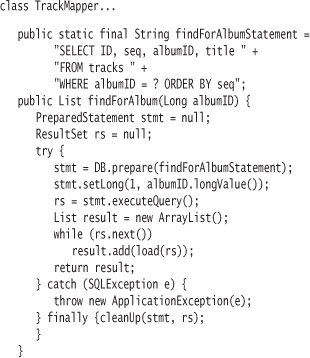 class TrackMapper...
public static final String findForAlbumStatement =
"SELECT ID, seq, albumID, title " +
"FROM tracks " +
"WHERE albumID = ? ORDER BY seq";
public List findForAlbum(Long albumID) {
PreparedStatement stmt = null;
ResultSet rs = null;
try {
stmt = DB.prepare(findForAlbumStatement);
stmt.setLong(1, albumID.longValue());
rs = stmt.executeQuery();
List result = new ArrayList();
while (rs.next())
result.add(load(rs));
return result;
} catch (SQLException e) {
throw new ApplicationException(e);
} finally {cleanUp(stmt, rs);
}
}